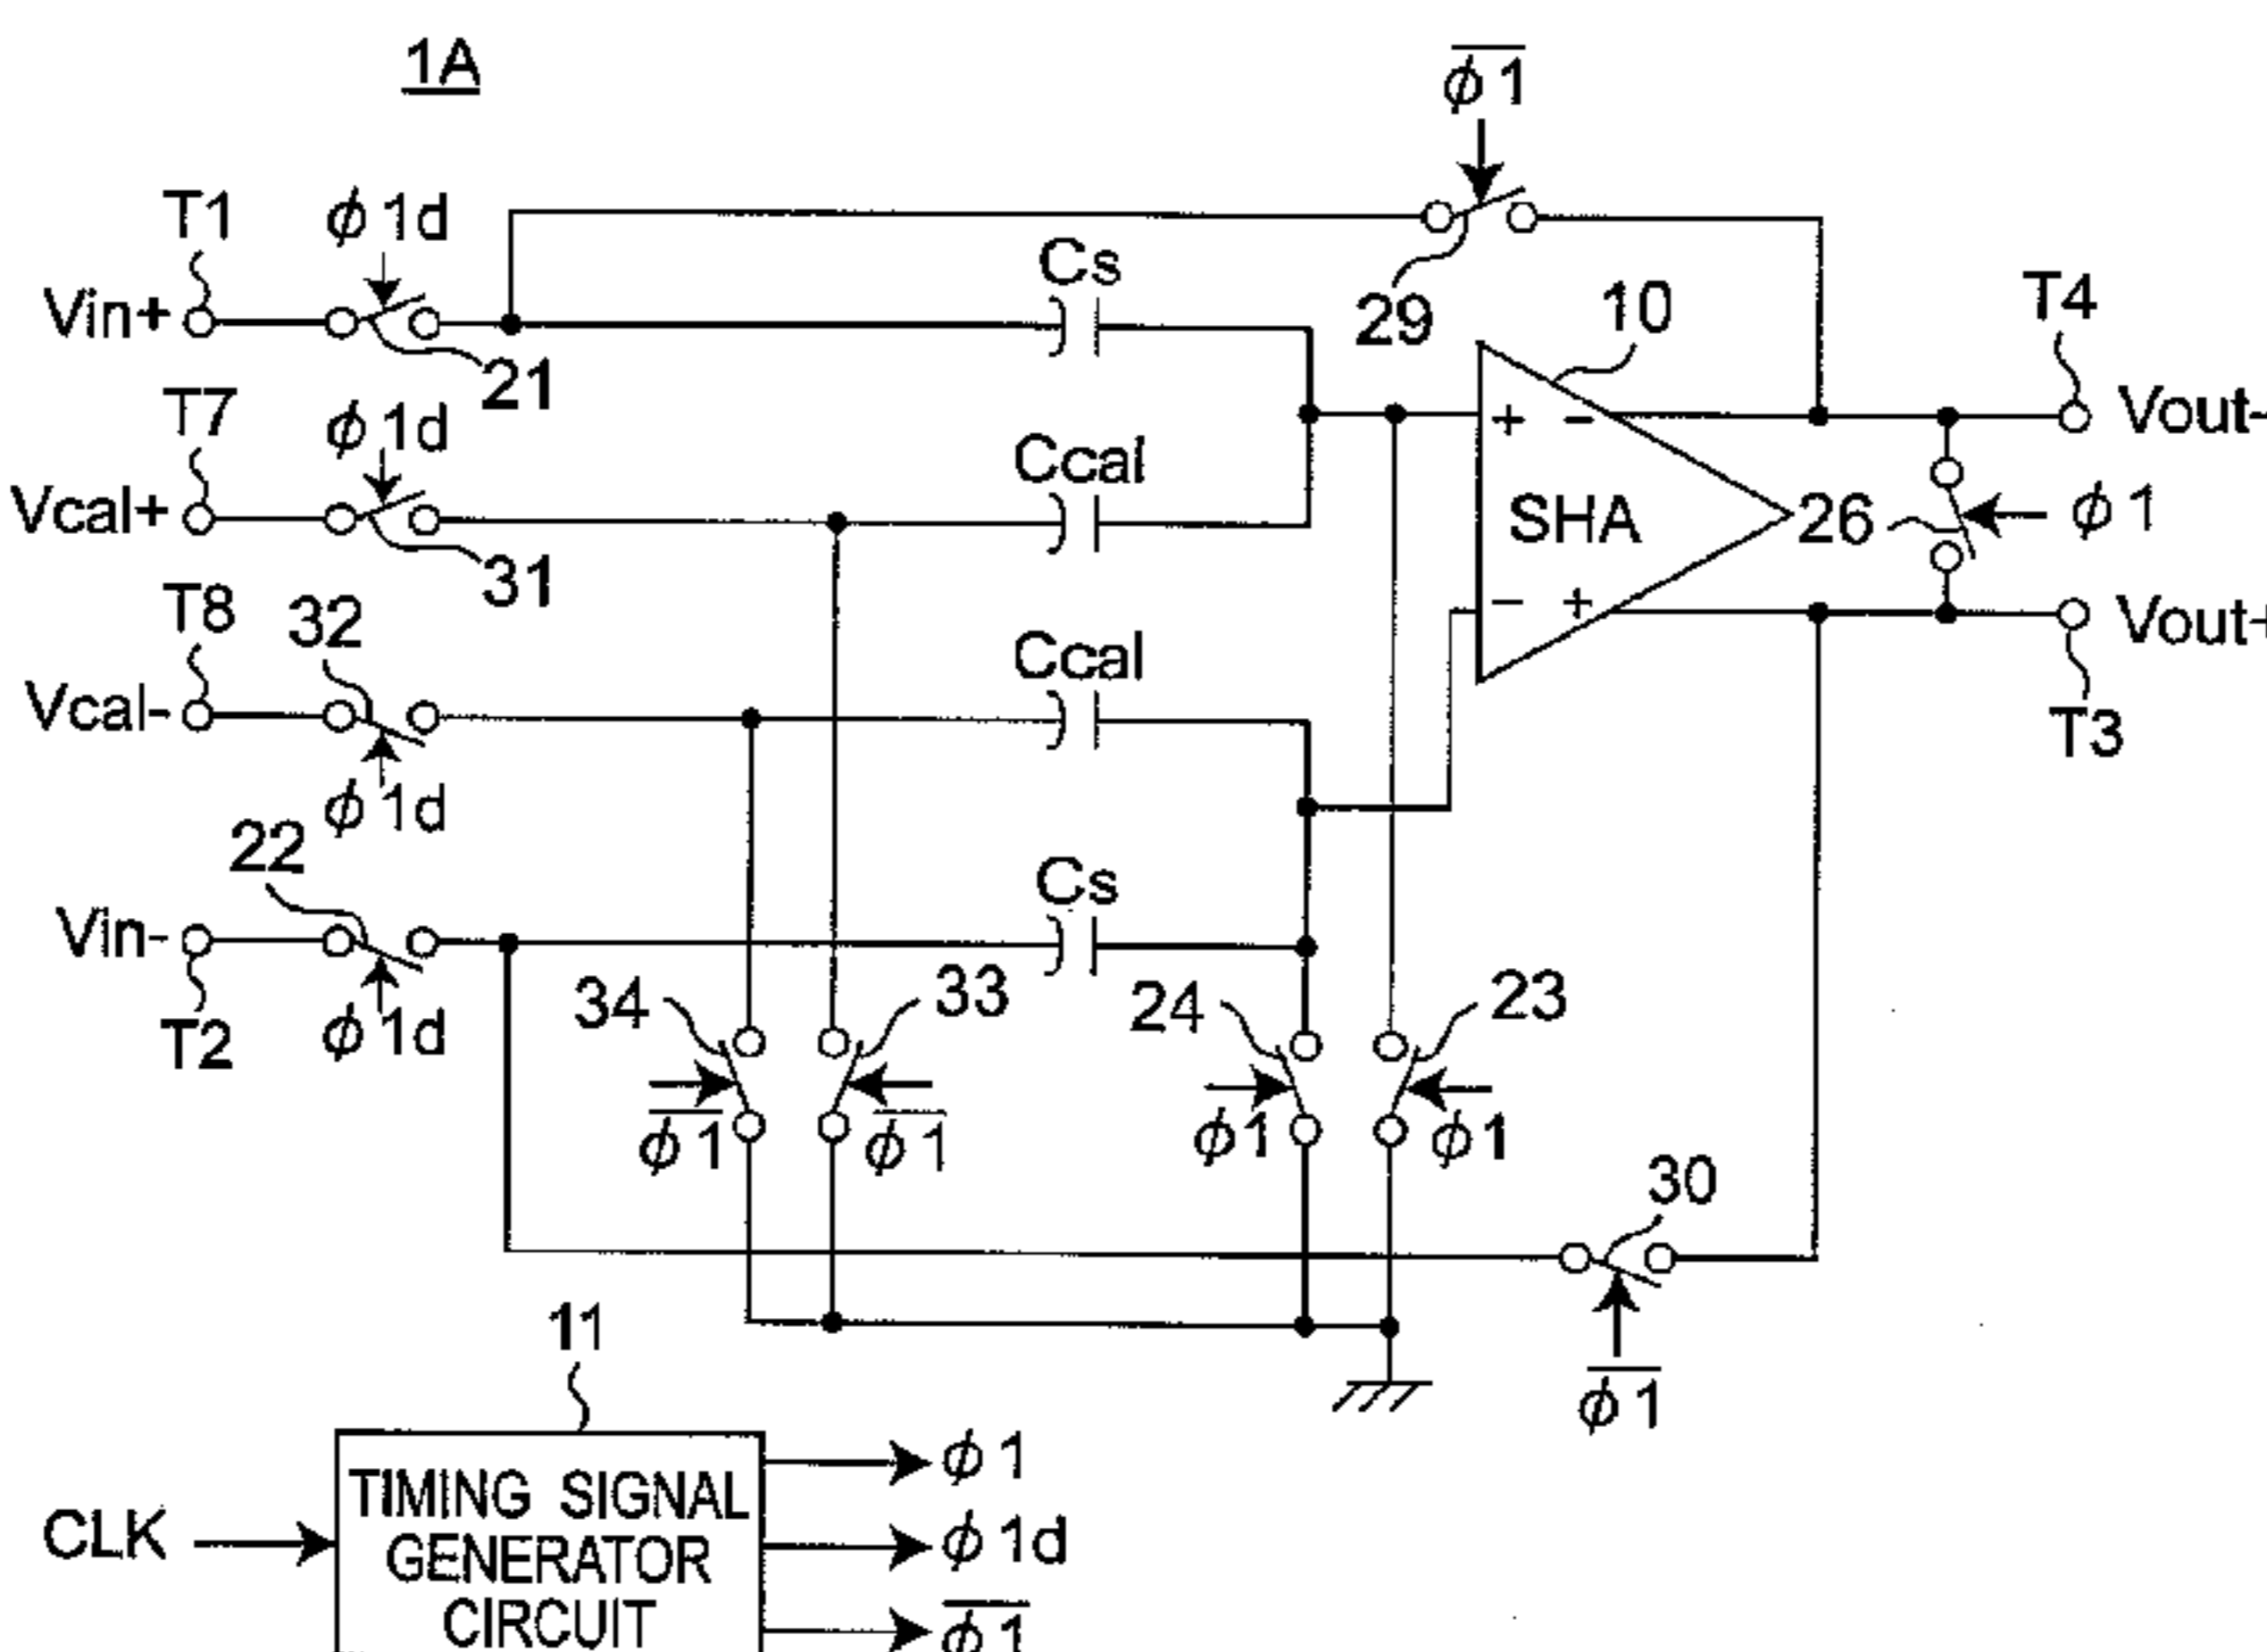 1A
φ1
T1
φ1d
Cs
Vin+
21
29
10
T4
T7
φ1d
Vout-
Vcal+
Ccal
+ -
SHA
26
φ1
31
T8
32
Ccal
- +
Vout+
Vcal-
T3
φ1d
22
Cs
Vin-
34
33
24
23
T2
φ1d
φ1
φ1
φ1
φ1
30
11
φ1
TIMING SIGNAL
GENERATOR
CIRCUIT
CLK
φ1
φ1d
φ1